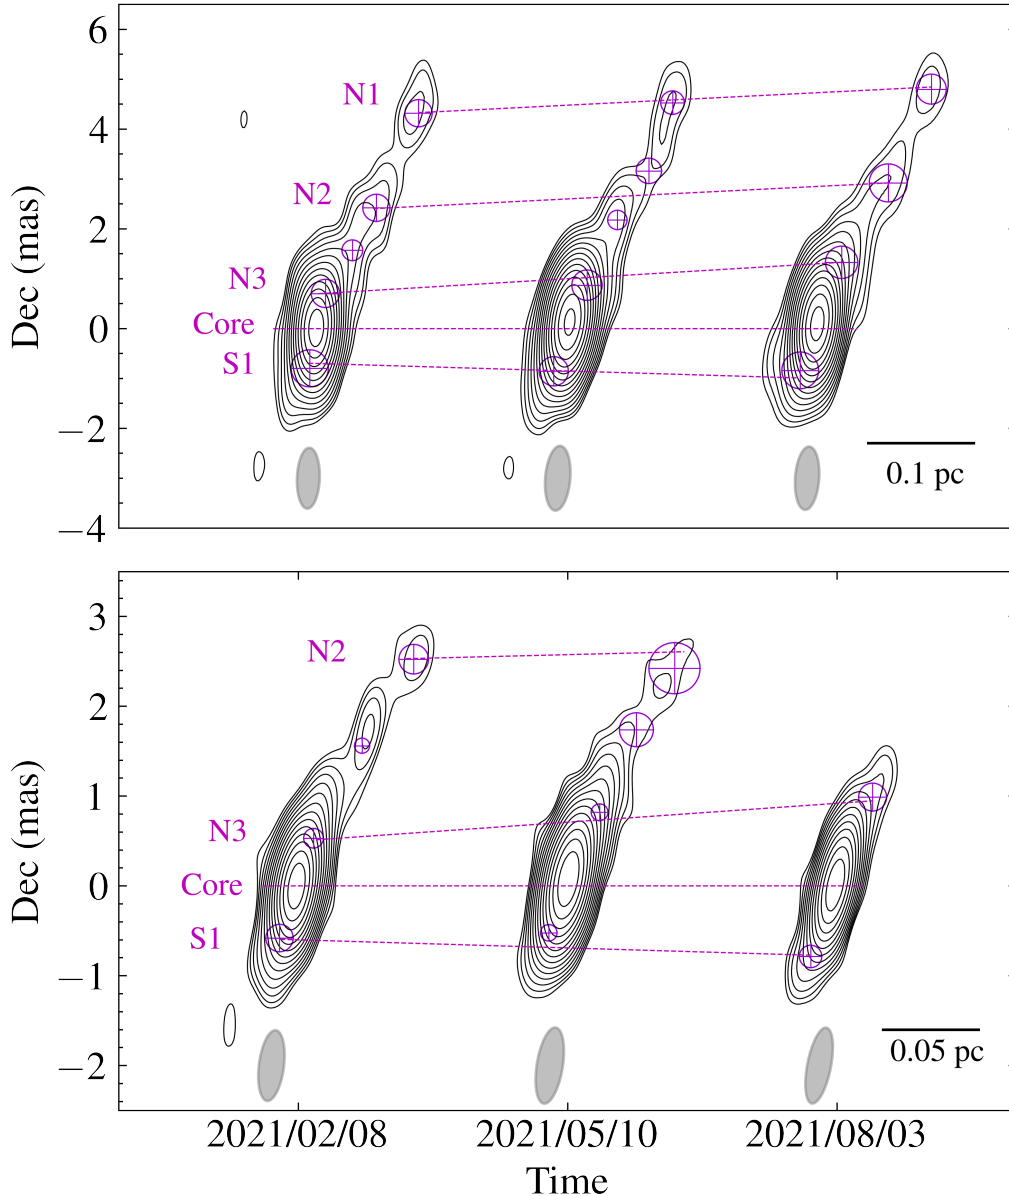 6
N1
4
N2
Dec (mas)
2
N3
Core
0
S1
−2
0.1 pc
−4
3
N2
2
Dec (mas)
1
N3
Core
0
S1
−1
0.05 pc
−2
2021/02/08 2021/05/10 2021/08/03
Time